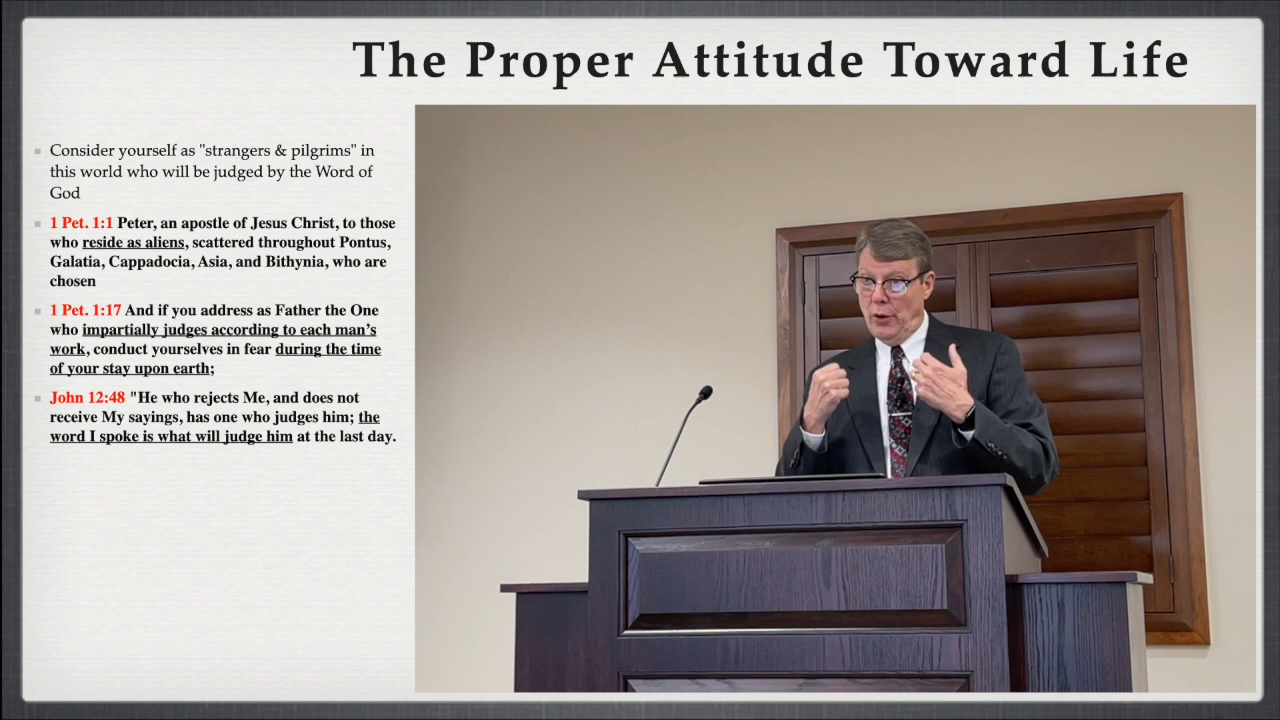 The Proper Attitude Toward Life
Consider yourself as "strangers & pilgrims" in
this world who will be judged by the Word of
God
1 Pet. 1:1 Peter, an apostle of Jesus Christ, to those
who reside as aliens, scattered throughout Pontus,
Galatia, Cappadocia, Asia, and Bithynia, who are
chosen
1 Pet. 1:17 And if you address as Father the One
who impartially judges according to each man’s
work, conduct yourselves in fear during the time
of your stay upon earth;
John 12:48 "He who rejects Me, and does not
receive My sayings, has one who judges him; the
word I spoke is what will judge him at the last day.